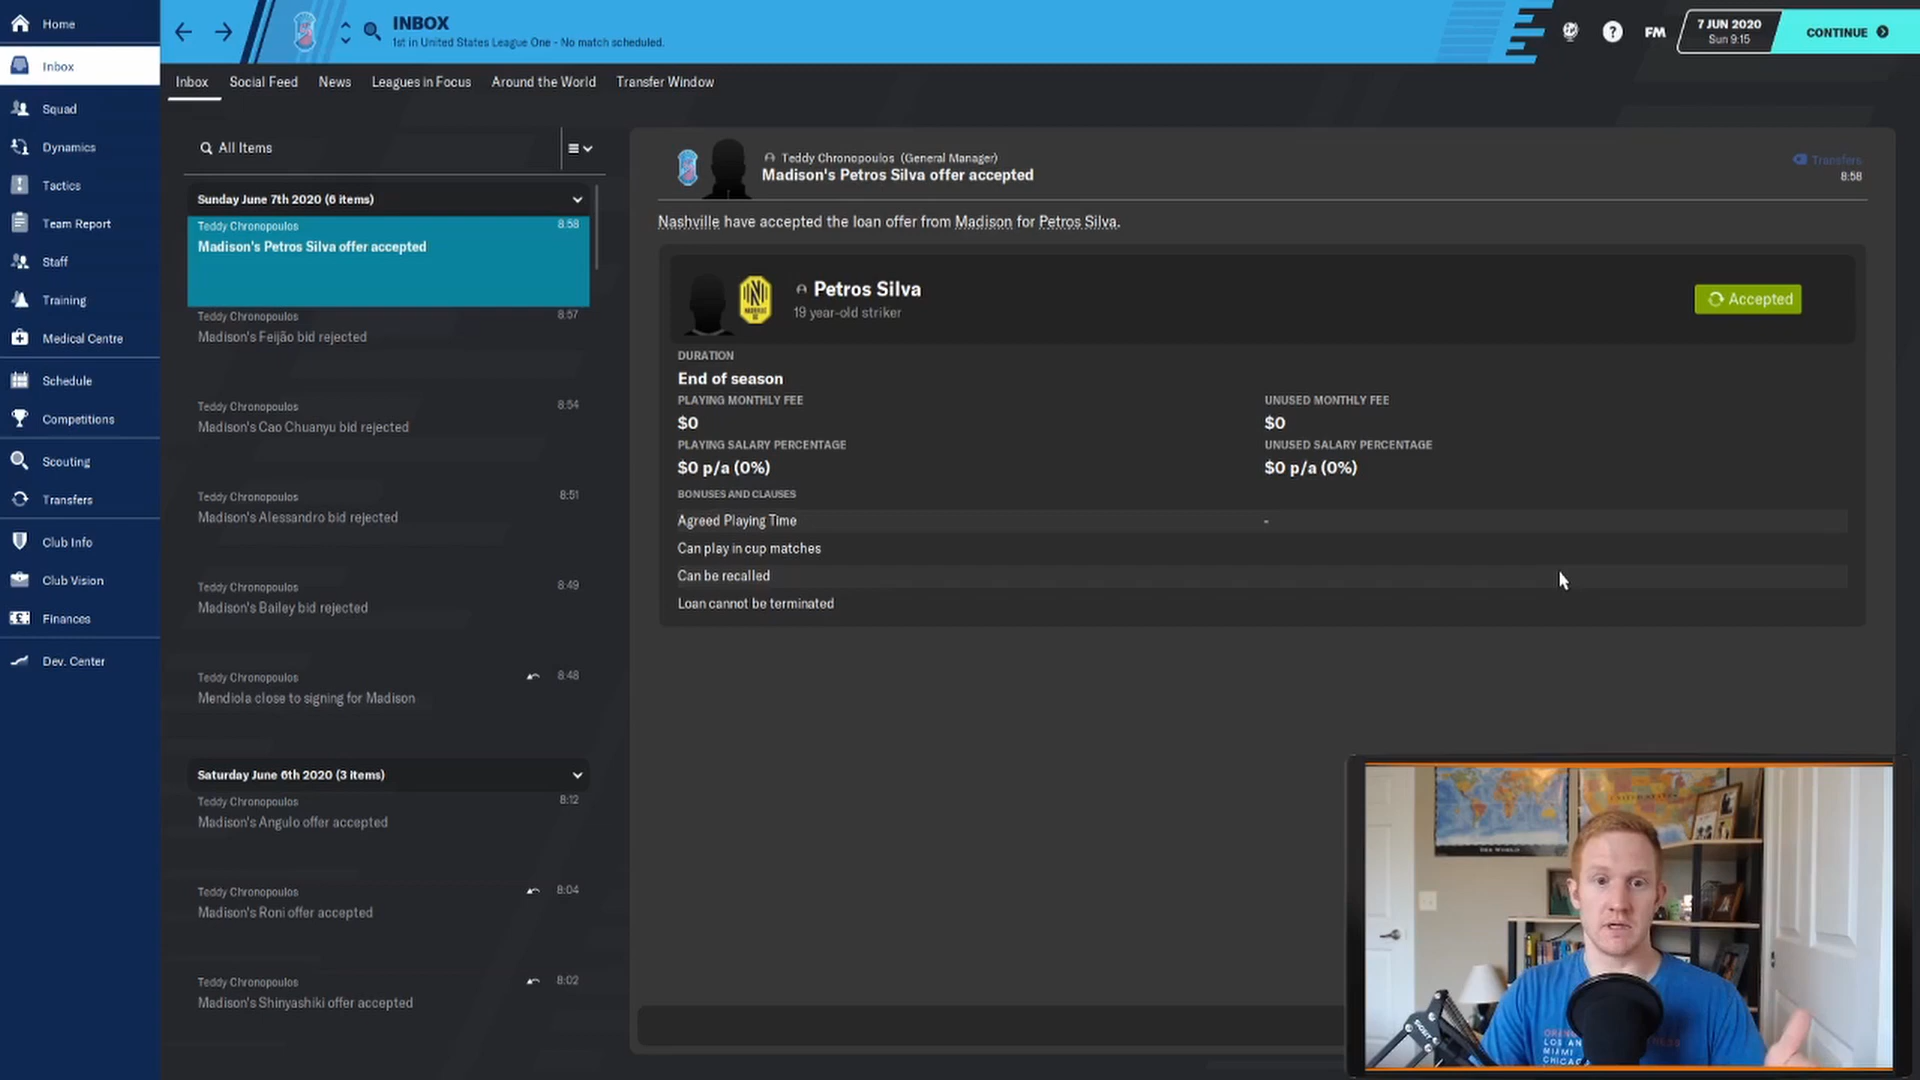 Home
Inbox
Squad
Dynamics
Tactics
Team Report
Staff
Training
Medical Centre
Schedule
Competitions
Scouting
Transfers
Club Info
Club Vision
Finances
Dev. Center
INBOX
1st in United States League One - No match scheduled.
FM
7 JUN 2020
Sun 9:15
CONTINUE
Inbox
Social Feed
News
Leagues in Focus
Around the World
Transfer Window
All Items
Sunday June 7th 2020 (6 items)
Teddy Chronopoulos 8:58
Madison's Petros Silva offer accepted
Teddy Chronopoulos 8:57
Madison's Feijão bid rejected
Teddy Chronopoulos 8:54
Madison's Cao Chuanyu bid rejected
Teddy Chronopoulos 8:51
Madison's Alessandro bid rejected
Teddy Chronopoulos 8:49
Madison's Bailey bid rejected
Teddy Chronopoulos 8:48
Mendiola close to signing for Madison
Saturday June 6th 2020 (3 items)
Teddy Chronopoulos 8:12
Madison's Angulo offer accepted
Teddy Chronopoulos 8:04
Madison's Roni offer accepted
Teddy Chronopoulos 8:02
Madison's Shinyashiki offer accepted
Teddy Chronopoulos (General Manager)
Madison's Petros Silva offer accepted
Transfers
8:58
Nashville have accepted the loan offer from Madison for Petros Silva.
Petros Silva
19 year-old striker
Accepted
DURATION
End of season
PLAYING MONTHLY FEE
$0
UNUSED MONTHLY FEE
$0
PLAYING SALARY PERCENTAGE
$0 p/a (0%)
UNUSED SALARY PERCENTAGE
$0 p/a (0%)
BONUSES AND CLAUSES
Agreed Playing Time -
Can play in cup matches
Can be recalled
Loan cannot be terminated
LOS AN
MIAMI
CHICAG